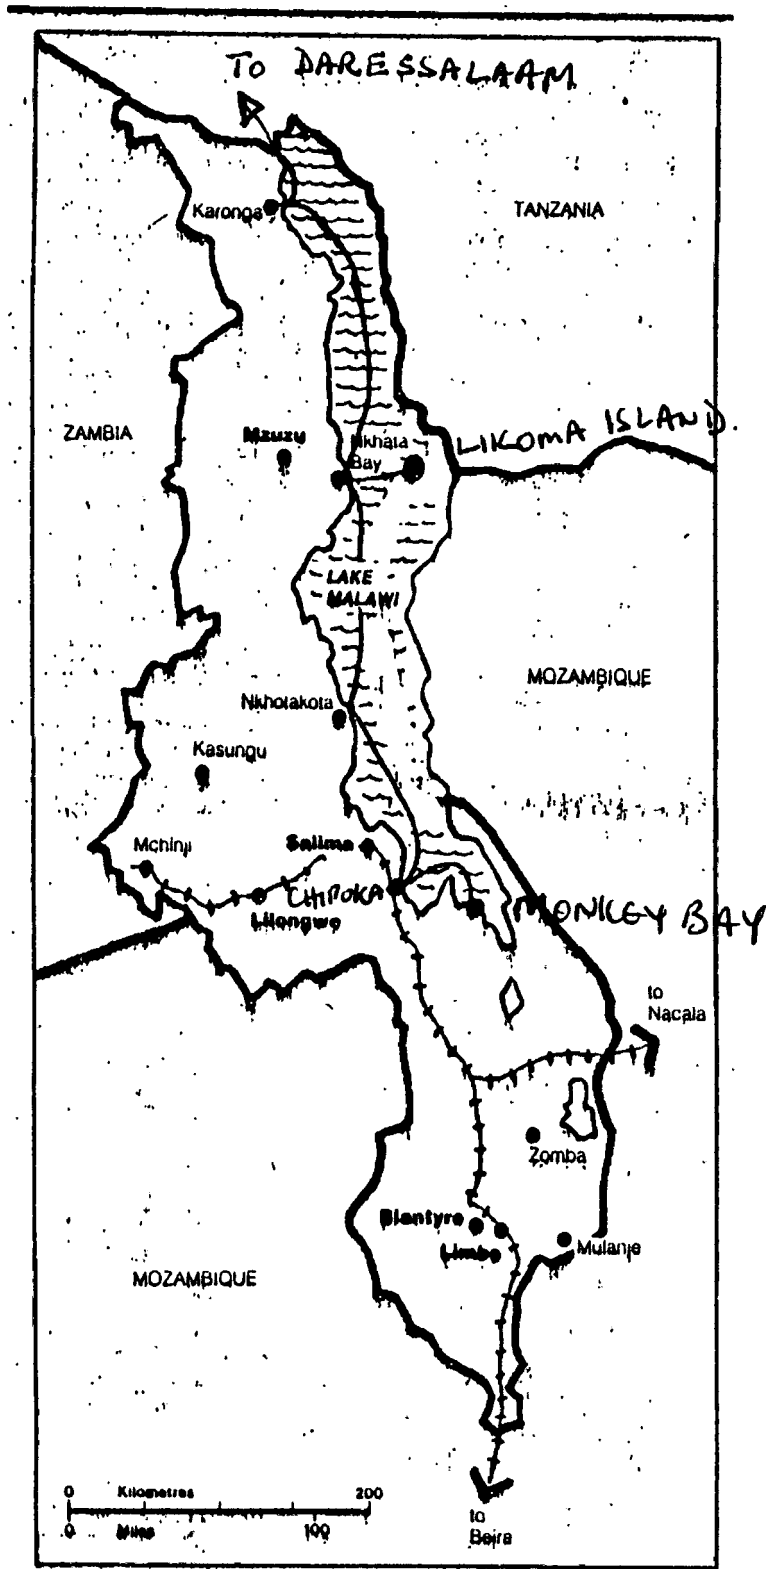 TO DARESSALAAM
Karonga
TANZANIA
LIKOMA ISLAND.
ZAMBIA
Mzuzu
Nkhata
Bay
LAKE
MALAWI
MOZAMBIQUE
Nkhotakota
Kasungu
Mchinji
Salima
CHIPOKA
Lilongwe
MONKEY BAY
to
Nacala
Zomba
Blantyre
Limbe
Mulanje
MOZAMBIQUE
0 Kilometres 200
0 Miles 100
to
Beira